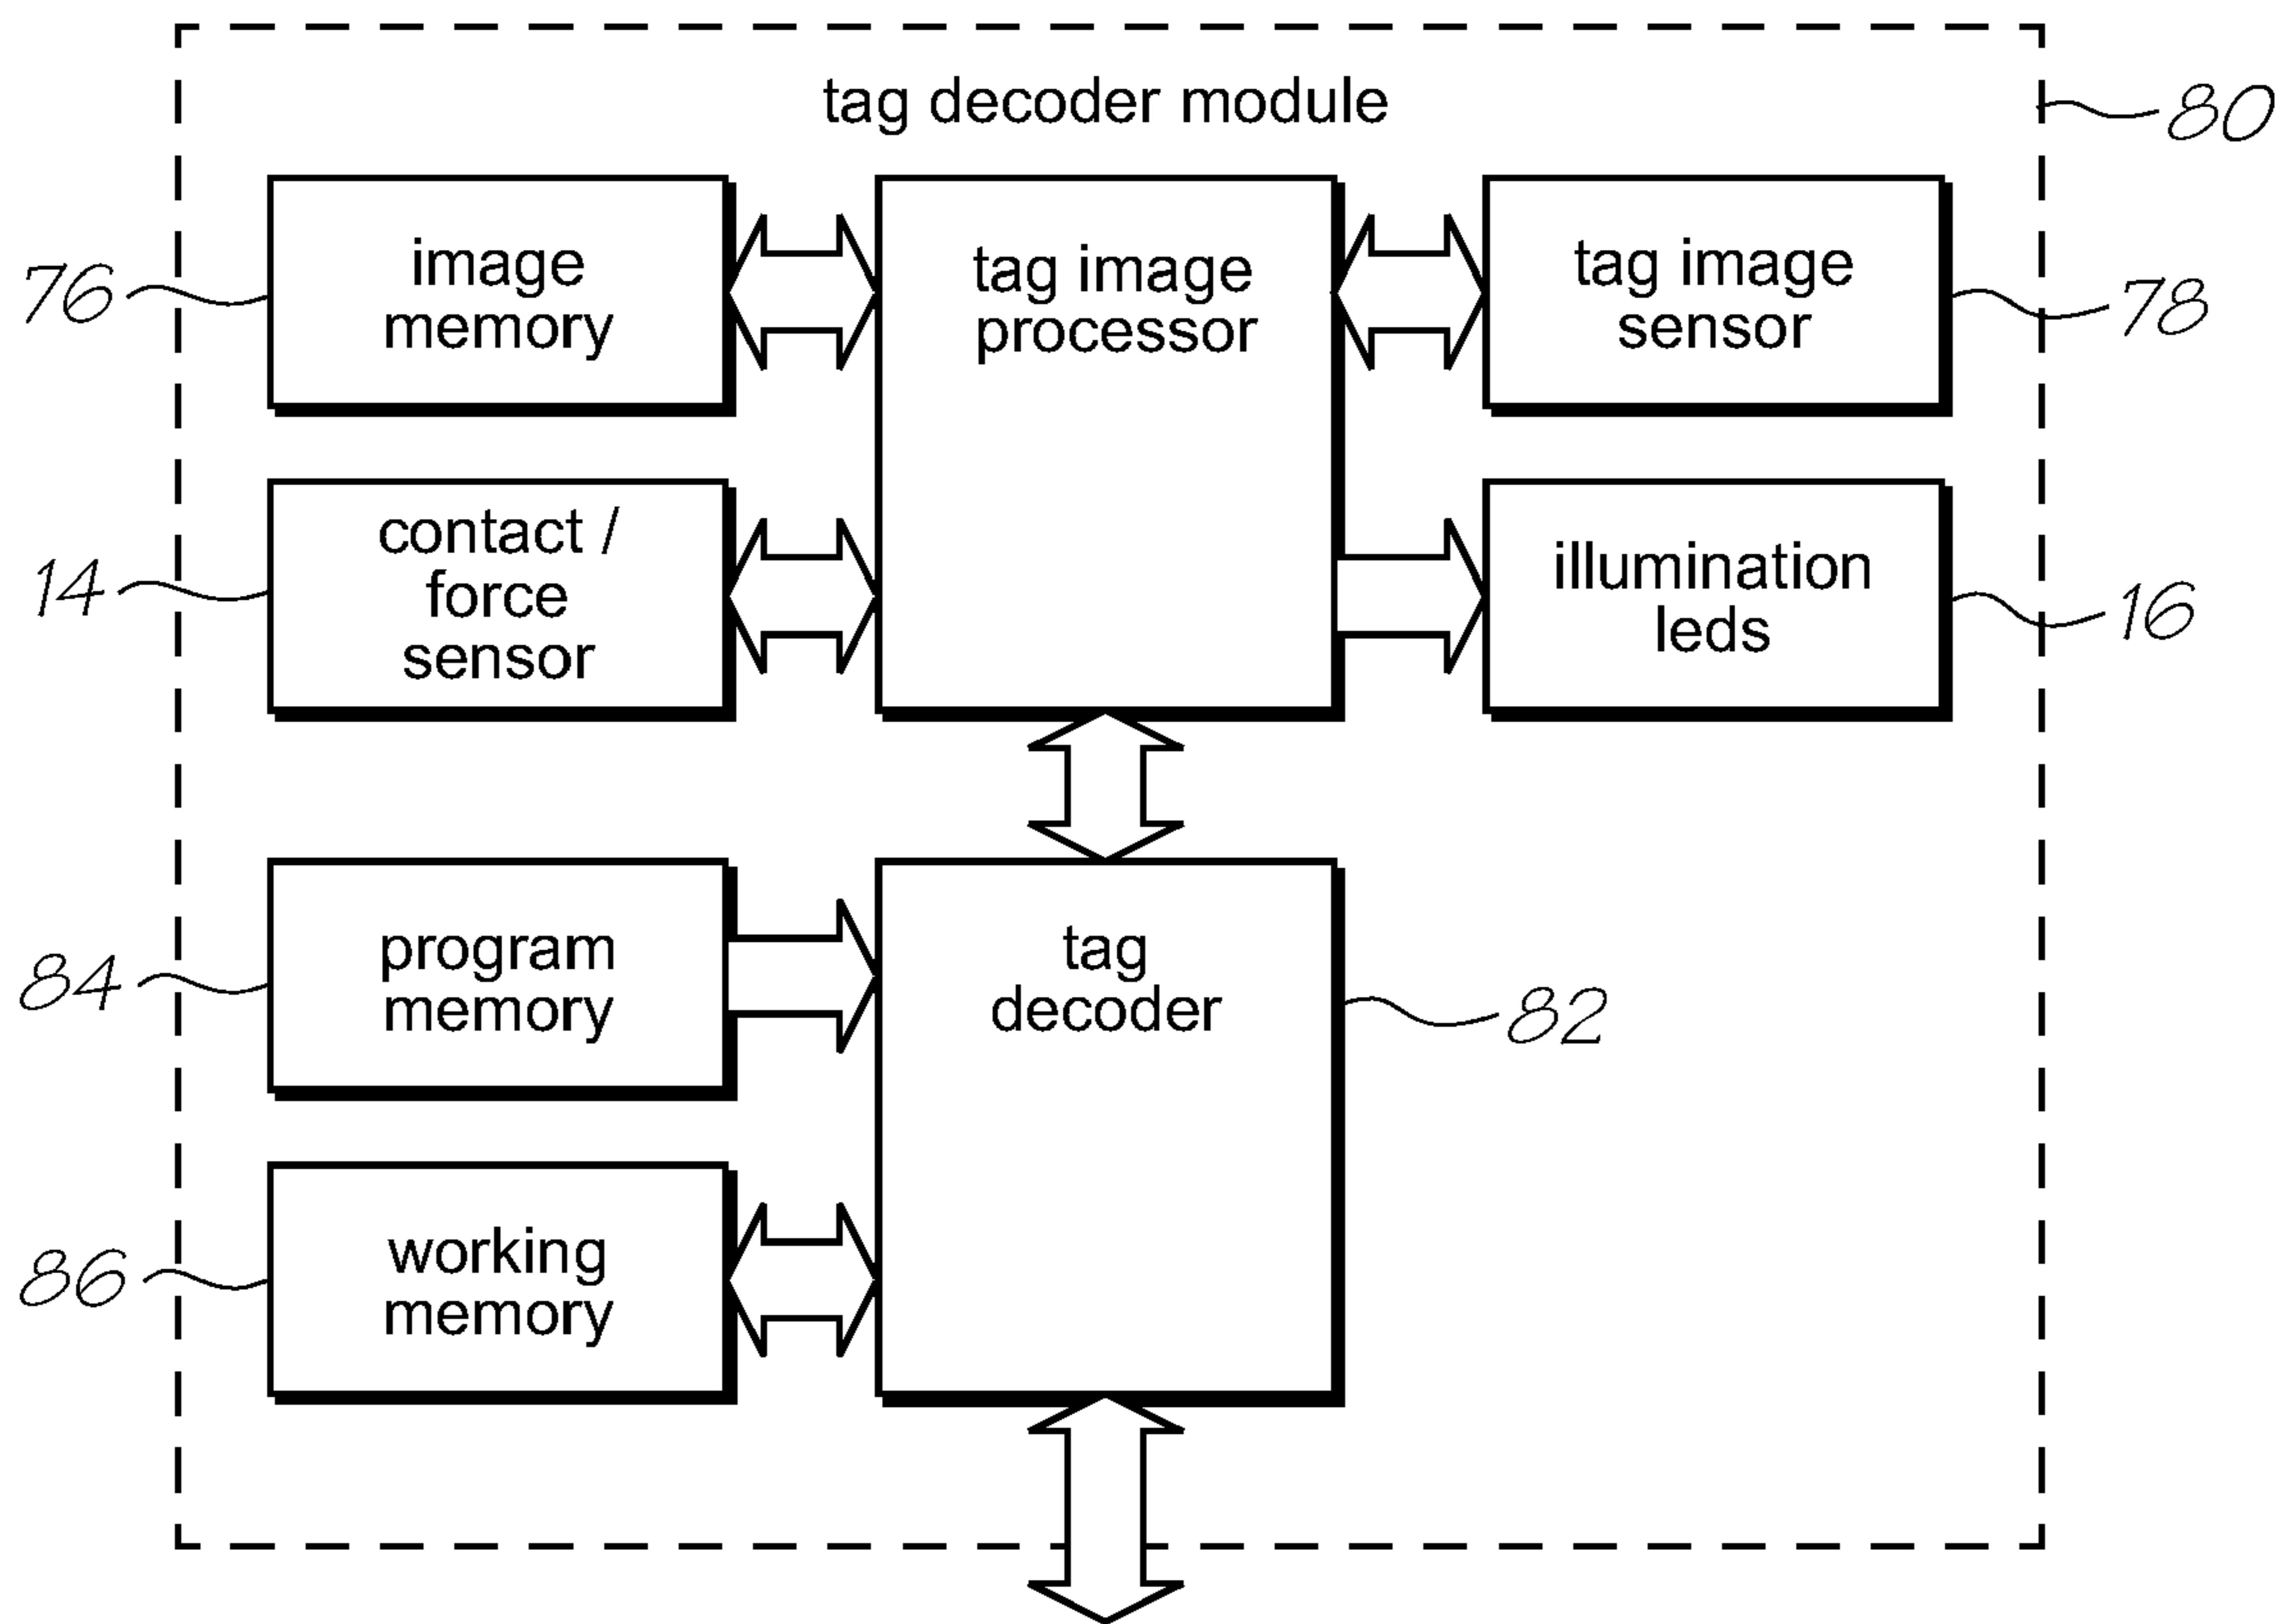 tag decoder module
80
image
memory
76
tag image
processor
tag image
sensor
78
contact /
force
sensor
14
illumination
leds
16
program
memory
84
tag
decoder
82
working
memory
86